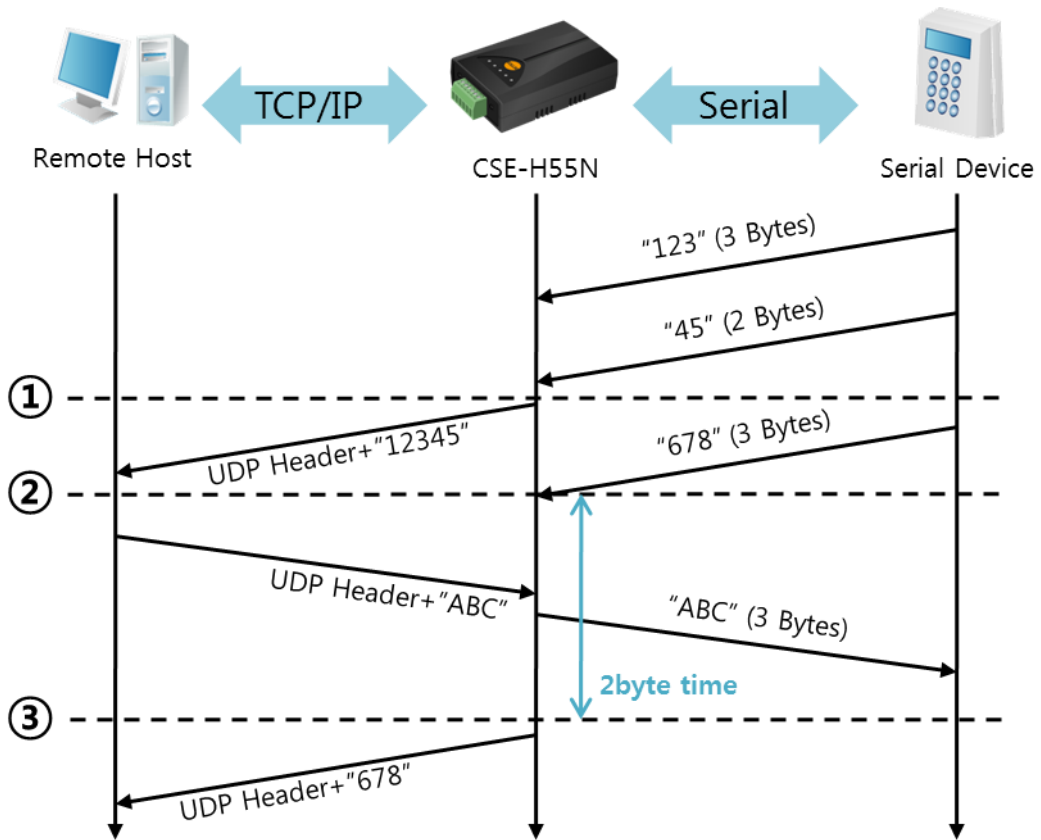 TCP/IP
Serial
Remote Host
CSE-H55N
Serial Device
“123” (3 Bytes)
“45” (2 Bytes)
①
UDP Header+“12345”
“678” (3 Bytes)
②
UDP Header+“ABC”
“ABC” (3 Bytes)
2byte time
③
UDP Header+“678”